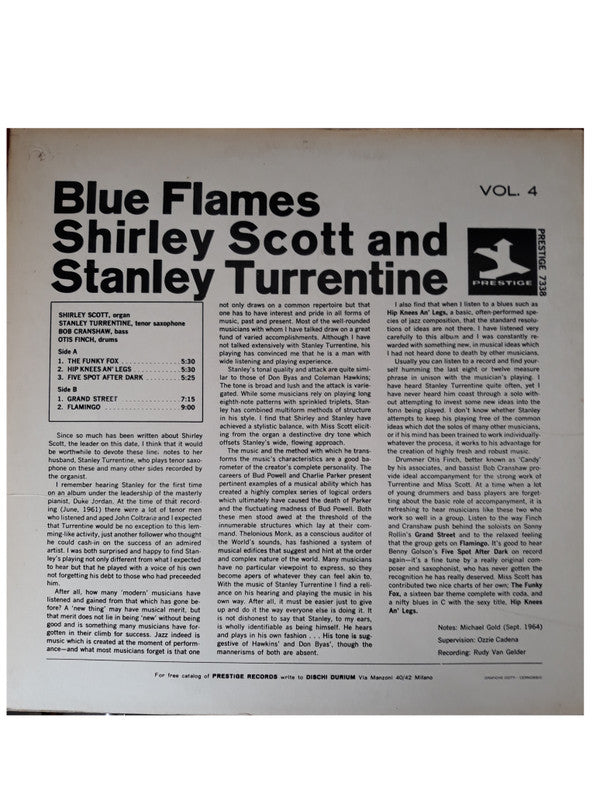 Blue Flames
Shirley Scott and
Stanley Turrentine
VOL. 4
PRESTIGE
PRESTIGE 7338
SHIRLEY SCOTT, organ
STANLEY TURRENTINE, tenor saxophone
BOB CRANSHAW, bass
OTIS FINCH, drums
Side A
1. THE FUNKY FOX . . . . . . . . . . 5:30
2. HIP KNEES AN' LEGS . . . . . . . 5:30
3. FIVE SPOT AFTER DARK . . . . . 5:25
Side B
1. GRAND STREET . . . . . . . . . . 7:15
2. FLAMINGO . . . . . . . . . . . . . 9:00
Since so much has been written about Shirley
Scott, the leader on this date, I think that it would
be worthwhile to devote these liner notes to her
husband, Stanley Turrentine, who plays tenor saxo-
phone on these and many other sides recorded by
the organist.
I remember hearing Stanley for the first time
on an album under the leadership of the masterly
pianist, Duke Jordan. At the time of that record-
ing (June, 1961) there were a lot of tenor men
who listened and aped John Coltrane and I expected
that Turrentine would be no exception to this lem-
ming-like activity, just another follower who thought
he could cash-in on the success of an admired
artist. I was both surprised and happy to find Stan-
ley's playing not only different from what I expected
to hear but that he played with a voice of his own
not forgetting his debt to those who had preceeded
him.
After all, how many 'modern' musicians have
listened and gained from that which has gone be-
fore? A 'new thing' may have musical merit, but
that merit does not lie in being 'new' without being
good and is something many musicians have for-
gotten in their climb for success. Jazz indeed is
music which is created at the moment of perform-
ance—and what most musicians forget is that one
not only draws on a common repertoire but that
one has to have interest and pride in all forms of
music, past and present. Most of the well-rounded
musicians with whom I have talked draw on a great
fund of varied accomplishments. Although I have
not talked extensively with Stanley Turrentine, his
playing has convinced me that he is a man with
wide listening and playing experience.
Stanley's tonal quality and attack are quite simi-
lar to those of Don Byas and Coleman Hawkins;
The tone is broad and lush and the attack is varie-
gated. While some musicians rely on playing long
eighth-note patterns with sprinkled triplets, Stan-
ley has combined multiform methods of structure
in his style. I find that Shirley and Stanley have
achieved a stylistic balance, with Miss Scott elicit-
ing from the organ a destinctive dry tone which
offsets Stanley's wide, flowing approach.
The music and the method with which he trans-
forms the music's characteristics are a good ba-
rometer of the creator's complete personality. The
careers of Bud Powell and Charlie Parker present
pertinent examples of a musical ability which has
created a highly complex series of logical orders
which ultimately have caused the death of Parker
and the fluctuating madness of Bud Powell. Both
these men stood aed at the threshold of the
innumerable structures which lay at their com-
mand. Thelonious Monk, as a conscious auditor of
the World's sounds, has fashioned a system of
musical edifices that suggest and hint at the order
and complex nature of the world. Many musicians
have no particular viewpoint to express, so they
become apers of whatever they can feel akin to.
With the music of Stanley Turrentine I find a reli-
ance on his hearing and playing the music in his
own way. After all, it must be easier just to give
up and do it the way everyone else is doing it. It
is not dishonest to say that Stanley, to my ears,
is wholly identifiable as being himself. He hears
and plays in his own fashion . . . His tone is sug-
gestive of Hawkins' and Don Byas', though the
mannerisms of both are absent.
I also find that when I listen to a blues such as
Hip Knees An' Legs, a basic, often-performed spe-
cies of jazz composition, that the standard resolu-
tions of ideas are not there. I have listened very
carefully to this album and I was constantly re-
warded with something new, in musical ideas which
I had not heard done to death by other musicians.
Usually you can listen to a record and find your-
self humming the last eight or twelve measure
phrase in unison with the musician's playing. I
have heard Stanley Turrentine quite often, yet I
have never heard him coast through a solo with-
out attempting to invest some new ideas into the
form being played. I don't know whether Stanley
attempts to keep his playing free of the common
ideas which dot the solos of many other musicians,
or if his mind has been trained to work individually-
whatever the process, it works to his advantage for
the creation of highly fresh and robust music.
Drummer Otis Finch, better known as 'Candy'
by his associates, and bassist Bob Cranshaw pro-
vide ideal accompaniment for the strong work of
Turrentine and Miss Scott. At a time when a lot
of young drummers and bass players are forget-
ting about the basic role of accompaniment, it is
refreshing to hear musicians like these two who
work so well in a group. Listen to the way Finch
and Cranshaw push behind the soloists on Sonny
Rollin's Grand Street and to the relaxed feeling
that the group gets on Flamingo. It's good to hear
Benny Golson's Five Spot After Dark on record
again—it's a fine tune by a really original com-
poser and saxophonist, who has never gotten the
recognition he has really deserved. Miss Scott has
contributed two nice charts of her own; The Funky
Fox, a sixteen bar theme complete with coda, and
a nifty blues in C with the sexy title, Hip Knees
An' Legs.
Notes: Michael Gold (Sept. 1964)
Supervision: Ozzie Cadena
Recording: Rudy Van Gelder
For free catalog of PRESTIGE RECORDS write to DISCHI DURIUM Via Manzoni 40/42 Milano